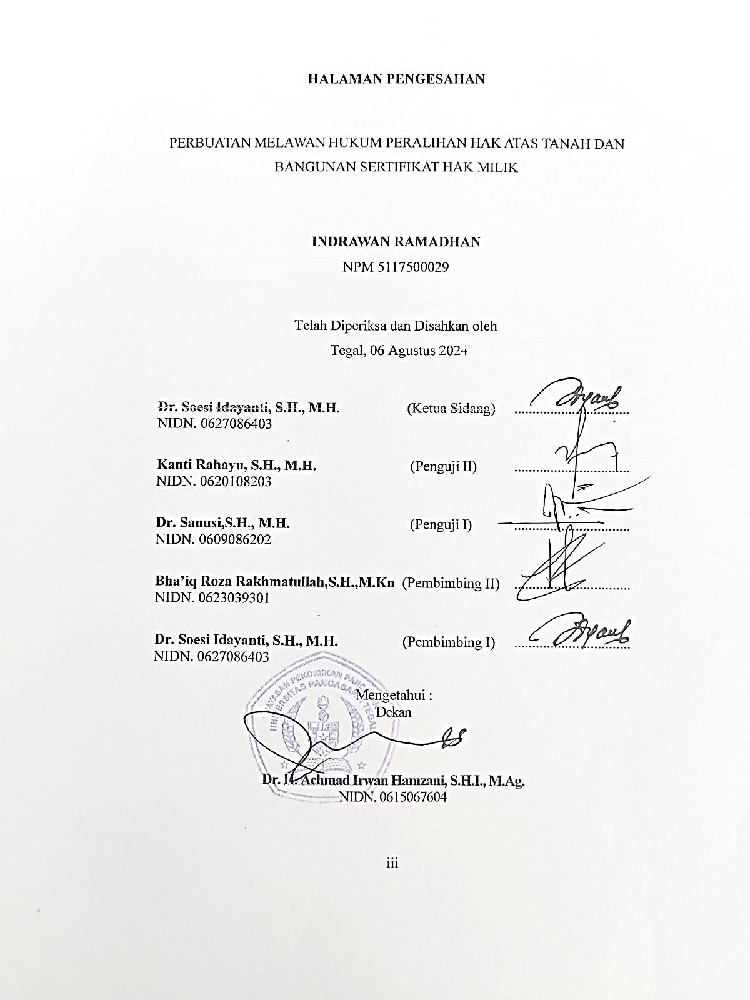 HALAMAN PENGESAHAN
PERBUATAN MELAWAN HUKUM PERALIHAN HAK ATAS TANAH DAN
BANGUNAN SERTIFIKAT HAK MILIK
INDRAWAN RAMADHAN
NPM 5117500029
Telah Diperiksa dan Disahkan oleh
Tegal, 06 Agustus 2024
Dr. Soesi Idayanti, S.H., M.H. (Ketua Sidang) ..............................
NIDN. 0627086403
Kanti Rahayu, S.H., M.H. (Penguji II) ..............................
NIDN. 0620108203
Dr. Sanusi,S.H., M.H. (Penguji I) ..............................
NIDN. 0609086202
Bha’iq Roza Rakhmatullah,S.H.,M.Kn (Pembimbing II) ..............................
NIDN. 0623039301
Dr. Soesi Idayanti, S.H., M.H. (Pembimbing I) ..............................
NIDN. 0627086403
YAYASAN PENDIDIKAN
UNIVERSITAS TEGAL
Mengetahui :
Dekan
Dr. H. Achmad Irwan Hamzani, S.H.I., M.Ag.
NIDN. 0615067604
iii